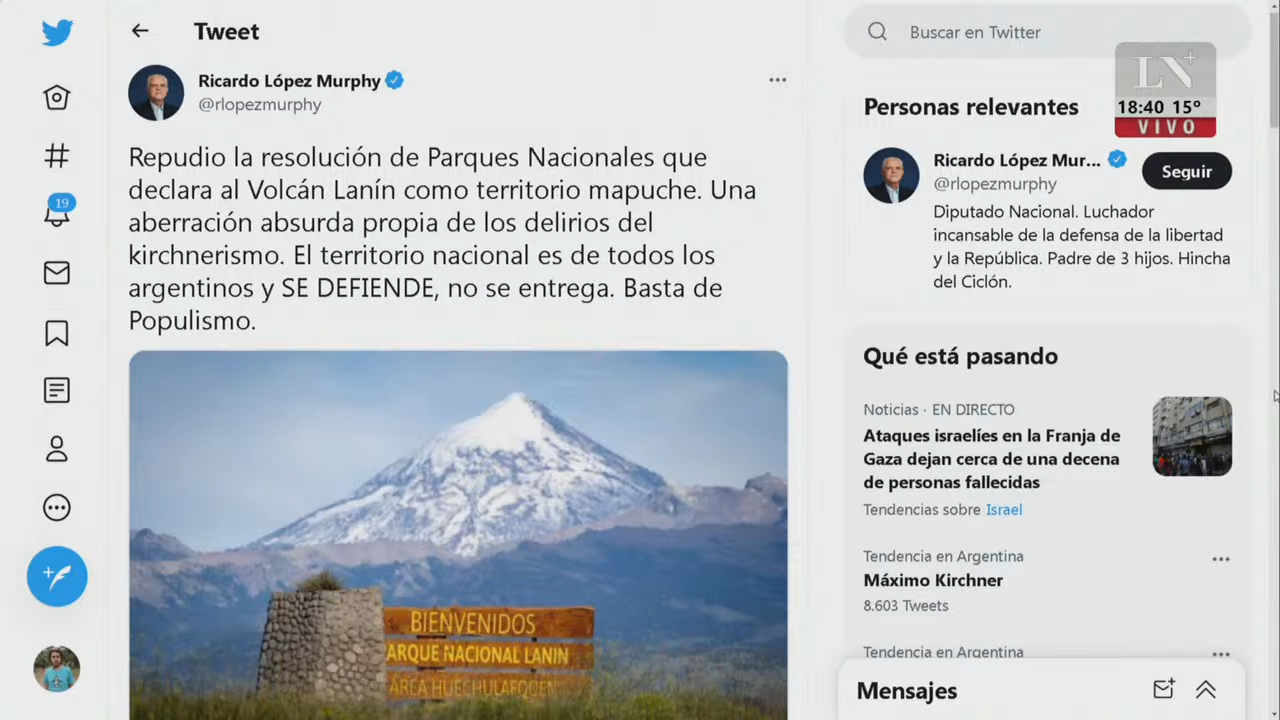 Tweet
Ricardo López Murphy
@rlopezmurphy
Repudio la resolución de Parques Nacionales que
declara al Volcán Lanín como territorio mapuche. Una
aberración absurda propia de los delirios del
kirchnerismo. El territorio nacional es de todos los
argentinos y SE DEFIENDE, no se entrega. Basta de
Populismo.
BIENVENIDOS
ARQUE NACIONAL LANIN
ÁREA HUECHULAFQUEN
19
Buscar en Twitter
LN+
18:40 15º
VIVO
Personas relevantes
Ricardo López Mur...
@rlopezmurphy
Seguir
Diputado Nacional. Luchador
incansable de la defensa de la libertad
y la República. Padre de 3 hijos. Hincha
del Ciclón.
Qué está pasando
Noticias · EN DIRECTO
Ataques israelíes en la Franja de
Gaza dejan cerca de una decena
de personas fallecidas
Tendencias sobre Israel
Tendencia en Argentina
Máximo Kirchner
8.603 Tweets
Tendencia en Argentina
Mensajes